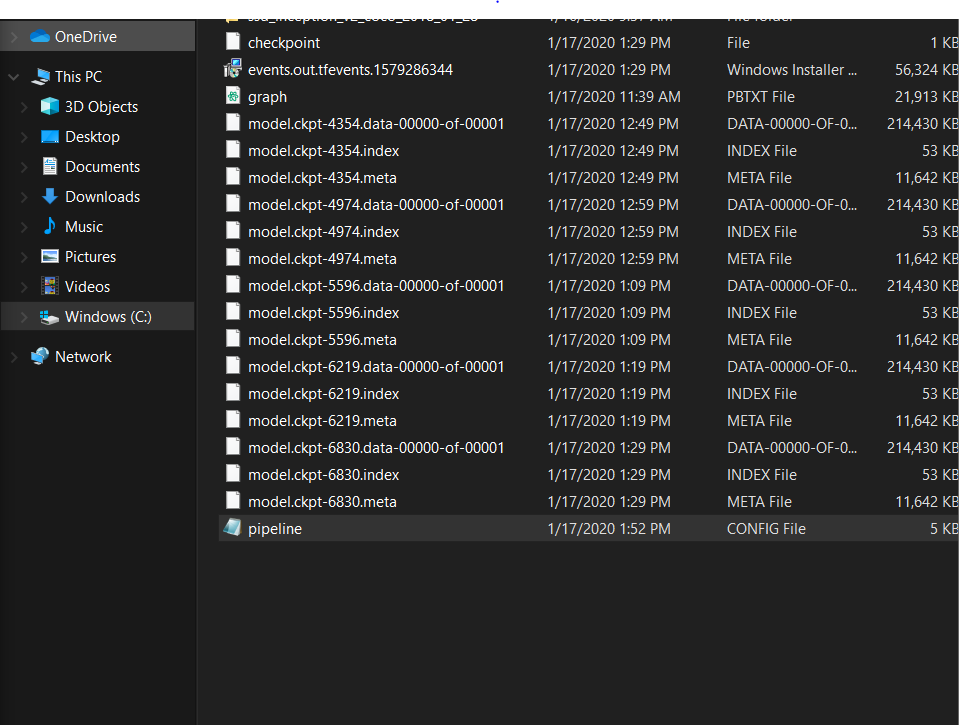 OneDrive
This PC
3D Objects
Desktop
Documents
Downloads
Music
Pictures
Videos
Windows (C:)
Network
checkpoint 1/17/2020 1:29 PM File 1 KB
events.out.tfevents.1579286344 1/17/2020 1:29 PM Windows Installer ... 56,324 KB
graph 1/17/2020 11:39 AM PBTXT File 21,913 KB
model.ckpt-4354.data-00000-of-00001 1/17/2020 12:49 PM DATA-00000-OF-0... 214,430 KB
model.ckpt-4354.index 1/17/2020 12:49 PM INDEX File 53 KB
model.ckpt-4354.meta 1/17/2020 12:49 PM META File 11,642 KB
model.ckpt-4974.data-00000-of-00001 1/17/2020 12:59 PM DATA-00000-OF-0... 214,430 KB
model.ckpt-4974.index 1/17/2020 12:59 PM INDEX File 53 KB
model.ckpt-4974.meta 1/17/2020 12:59 PM META File 11,642 KB
model.ckpt-5596.data-00000-of-00001 1/17/2020 1:09 PM DATA-00000-OF-0... 214,430 KB
model.ckpt-5596.index 1/17/2020 1:09 PM INDEX File 53 KB
model.ckpt-5596.meta 1/17/2020 1:09 PM META File 11,642 KB
model.ckpt-6219.data-00000-of-00001 1/17/2020 1:19 PM DATA-00000-OF-0... 214,430 KB
model.ckpt-6219.index 1/17/2020 1:19 PM INDEX File 53 KB
model.ckpt-6219.meta 1/17/2020 1:19 PM META File 11,642 KB
model.ckpt-6830.data-00000-of-00001 1/17/2020 1:29 PM DATA-00000-OF-0... 214,430 KB
model.ckpt-6830.index 1/17/2020 1:29 PM INDEX File 53 KB
model.ckpt-6830.meta 1/17/2020 1:29 PM META File 11,642 KB
pipeline 1/17/2020 1:52 PM CONFIG File 5 KB